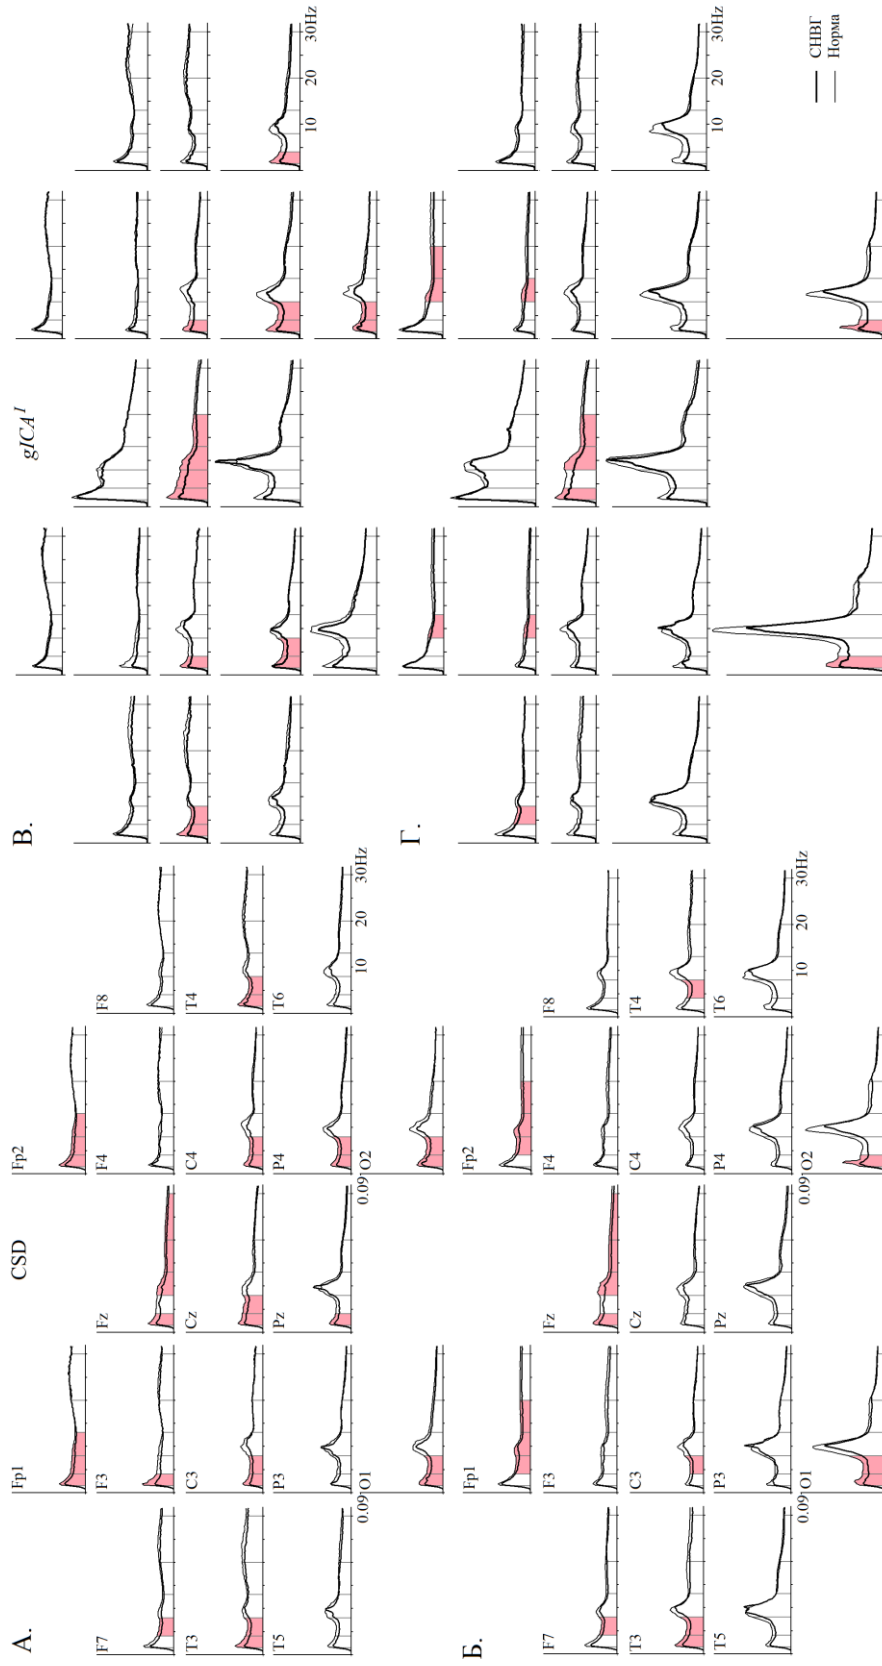 А.
CSD
Fp1
Fp2
F7
F3
Fz
F4
F8
T3
C3
Cz
C4
T4
T5
P3
Pz
P4
T6
0.09
O1
0.09
O2
10
20
30Hz
Б.
Fp1
Fp2
F7
F3
Fz
F4
F8
T3
C3
Cz
C4
T4
T5
P3
Pz
P4
T6
0.09
O1
0.09
O2
10
20
30Hz
В.
gICA^I
10
20
30Hz
Г.
10
20
30Hz
СНВГ
Норма